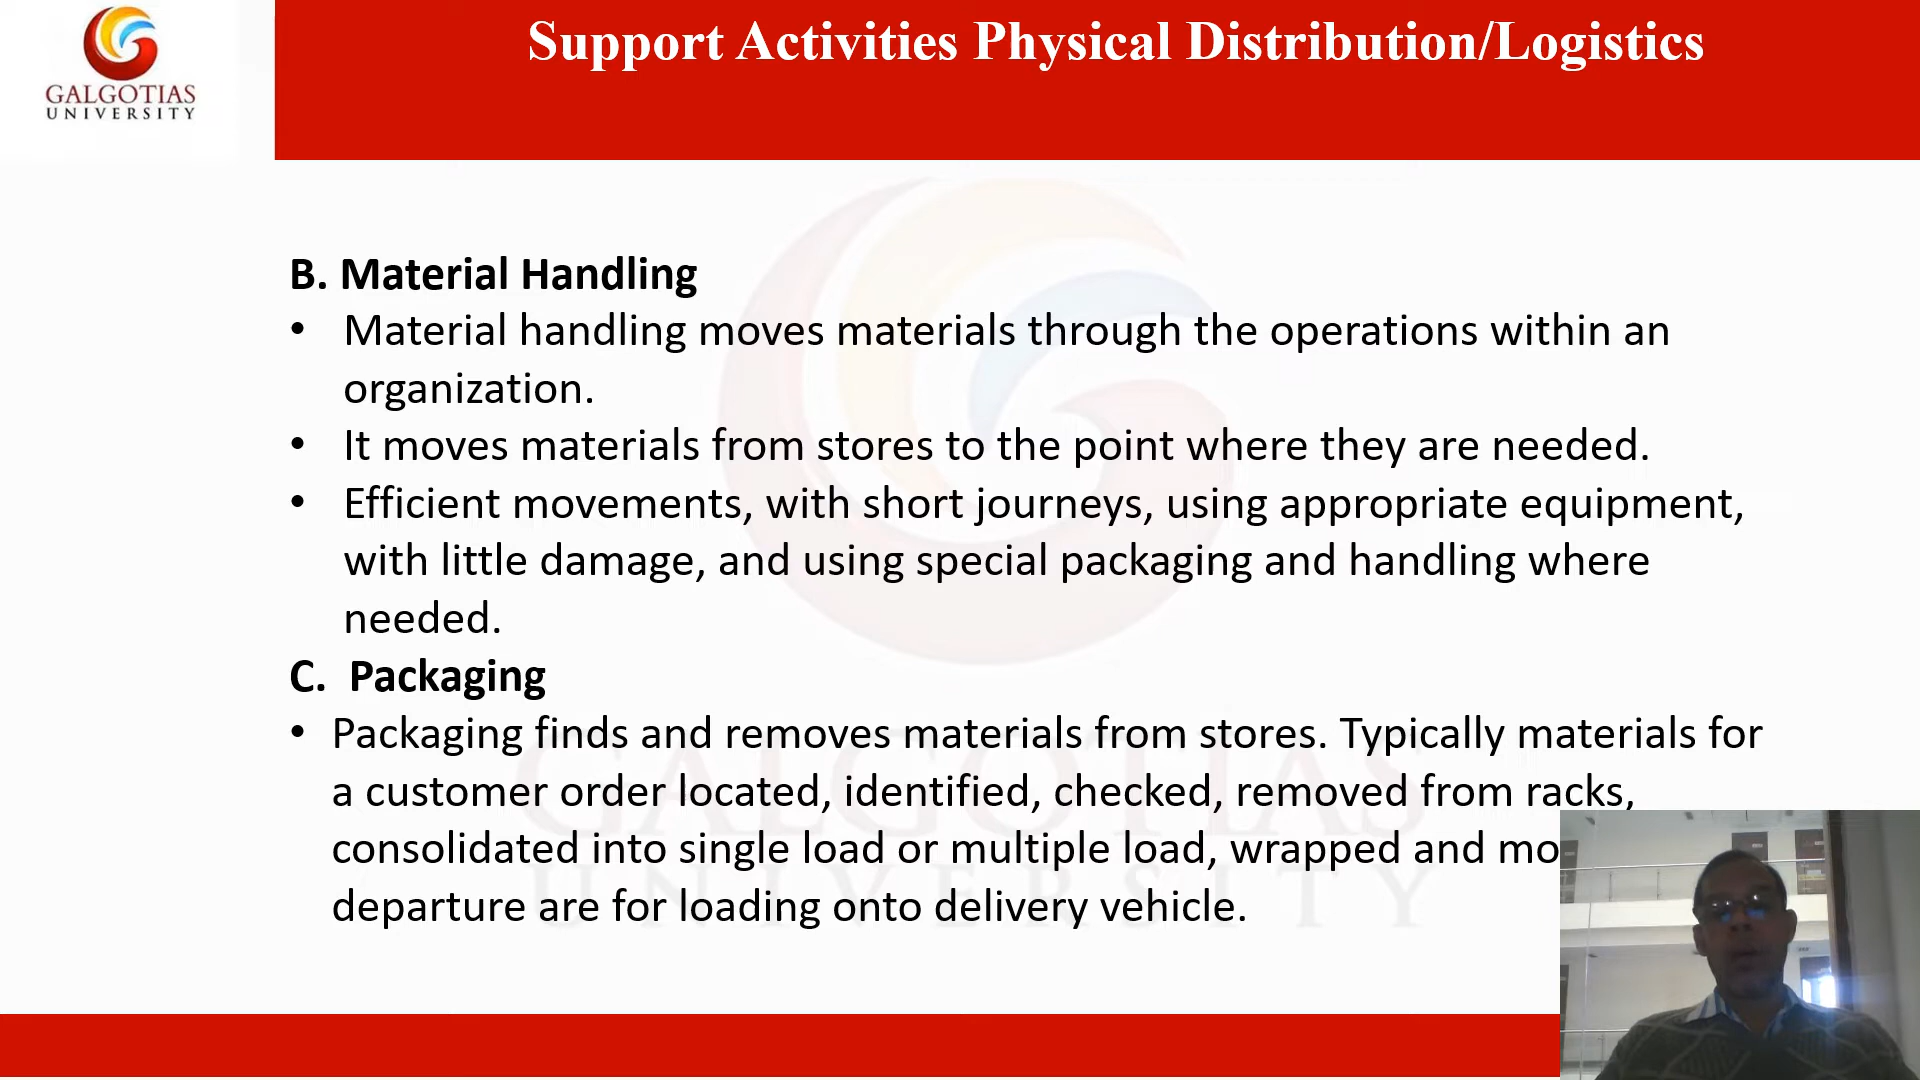 Support Activities Physical Distribution/Logistics
GALGOTIAS
UNIVERSITY
B. Material Handling
• Material handling moves materials through the operations within an
organization.
• It moves materials from stores to the point where they are needed.
• Efficient movements, with short journeys, using appropriate equipment,
with little damage, and using special packaging and handling where
needed.
C. Packaging
• Packaging finds and removes materials from stores. Typically materials for
a customer order located, identified, checked, removed from racks,
consolidated into single load or multiple load, wrapped and
departure are for loading onto delivery vehicle.
GALGOTIAS
UNIVERSITY